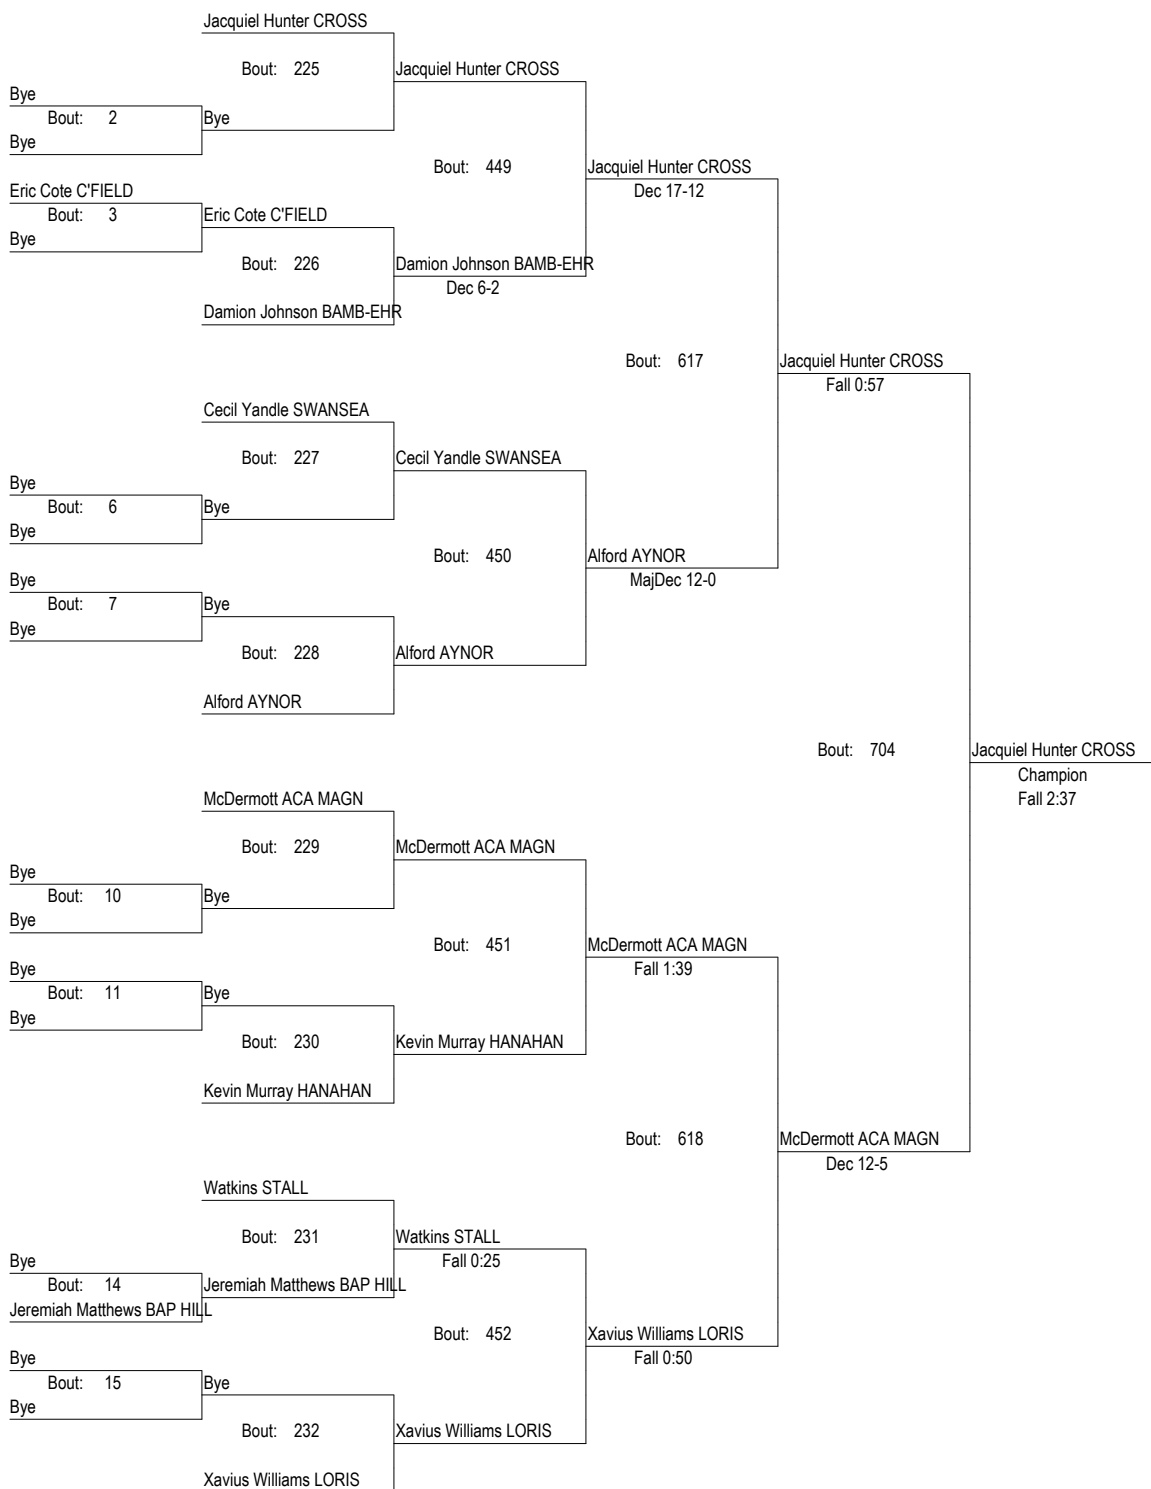 Jacquiel Hunter CROSS
Bout: 225
Jacquiel Hunter CROSS
Bye
Bout: 2
Bye
Bye
Bout: 449
Jacquiel Hunter CROSS
Dec 17-12
Eric Cote C'FIELD
Bout: 3
Eric Cote C'FIELD
Bye
Bout: 226
Damion Johnson BAMB-EHR
Dec 6-2
Damion Johnson BAMB-EHR
Bout: 617
Jacquiel Hunter CROSS
Fall 0:57
Cecil Yandle SWANSEA
Bout: 227
Cecil Yandle SWANSEA
Bye
Bout: 6
Bye
Bye
Bout: 450
Alford AYNOR
MajDec 12-0
Bye
Bout: 7
Bye
Bye
Bout: 228
Alford AYNOR
Alford AYNOR
Bout: 704
Jacquiel Hunter CROSS
Champion
Fall 2:37
McDermott ACA MAGN
Bout: 229
McDermott ACA MAGN
Bye
Bout: 10
Bye
Bye
Bout: 451
McDermott ACA MAGN
Fall 1:39
Bye
Bout: 11
Bye
Bye
Bout: 230
Kevin Murray HANAHAN
Kevin Murray HANAHAN
Bout: 618
McDermott ACA MAGN
Dec 12-5
Watkins STALL
Bout: 231
Watkins STALL
Fall 0:25
Bye
Bout: 14
Jeremiah Matthews BAP HILL
Jeremiah Matthews BAP HILL
Bout: 452
Xavius Williams LORIS
Fall 0:50
Bye
Bout: 15
Bye
Bye
Bout: 232
Xavius Williams LORIS
Xavius Williams LORIS